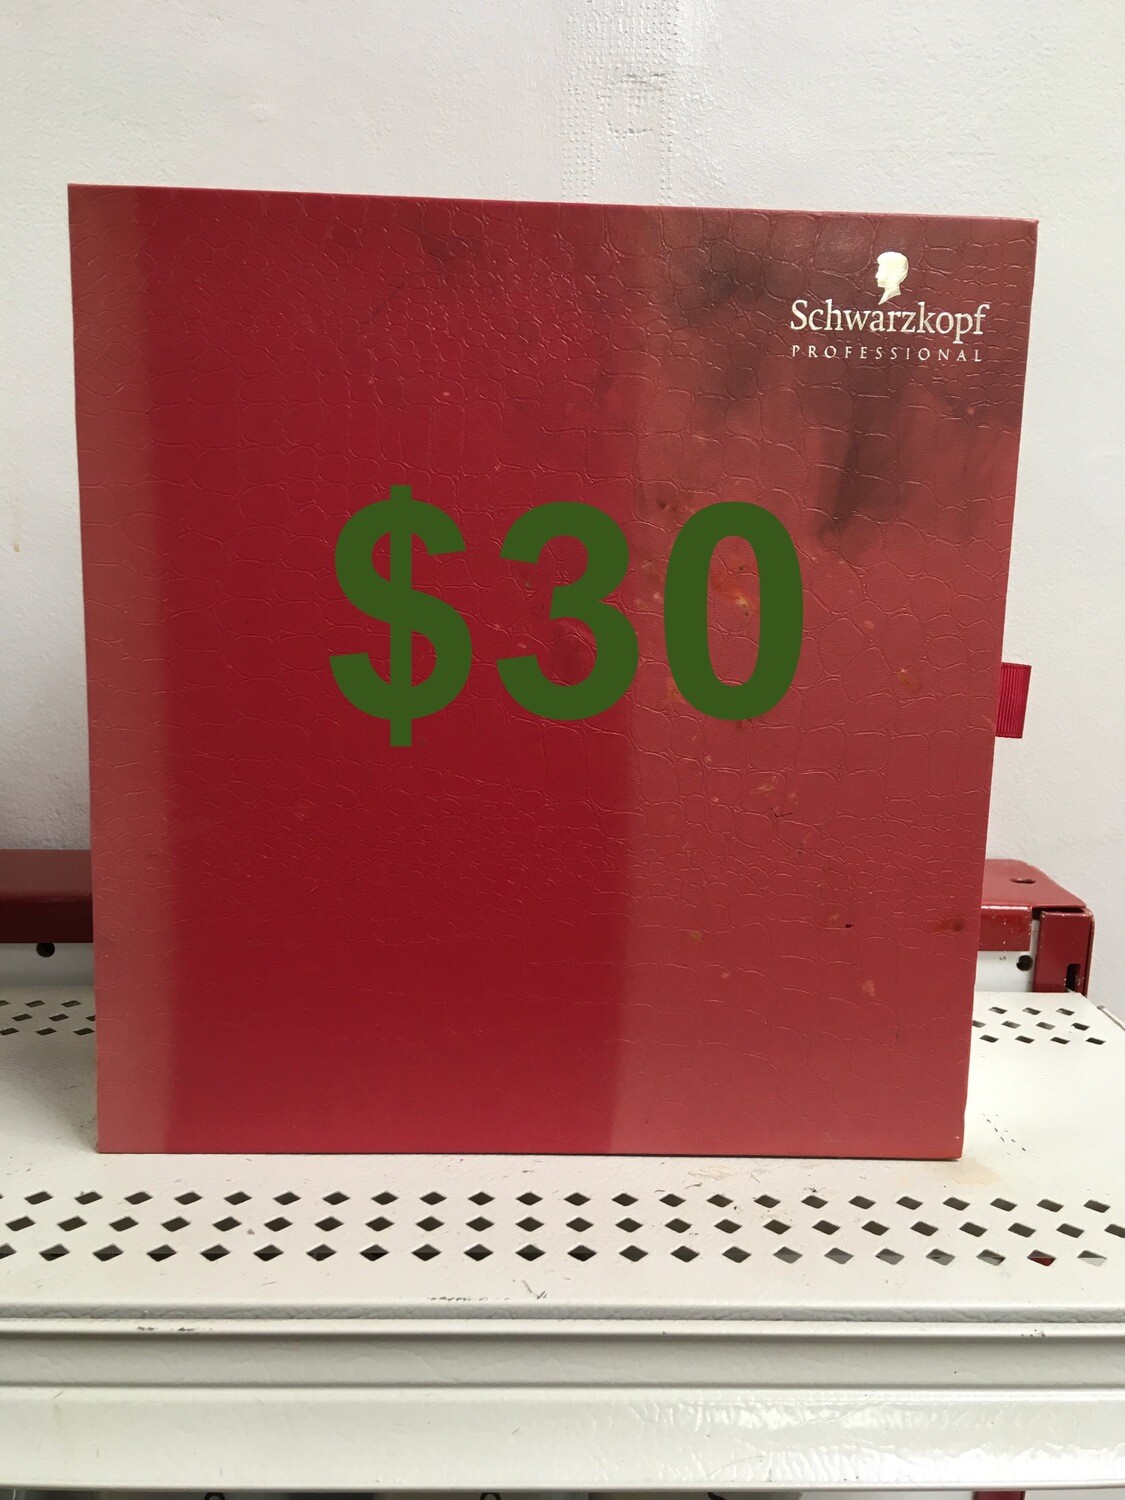 Schwarzkopf
PROFESSIONAL
$30